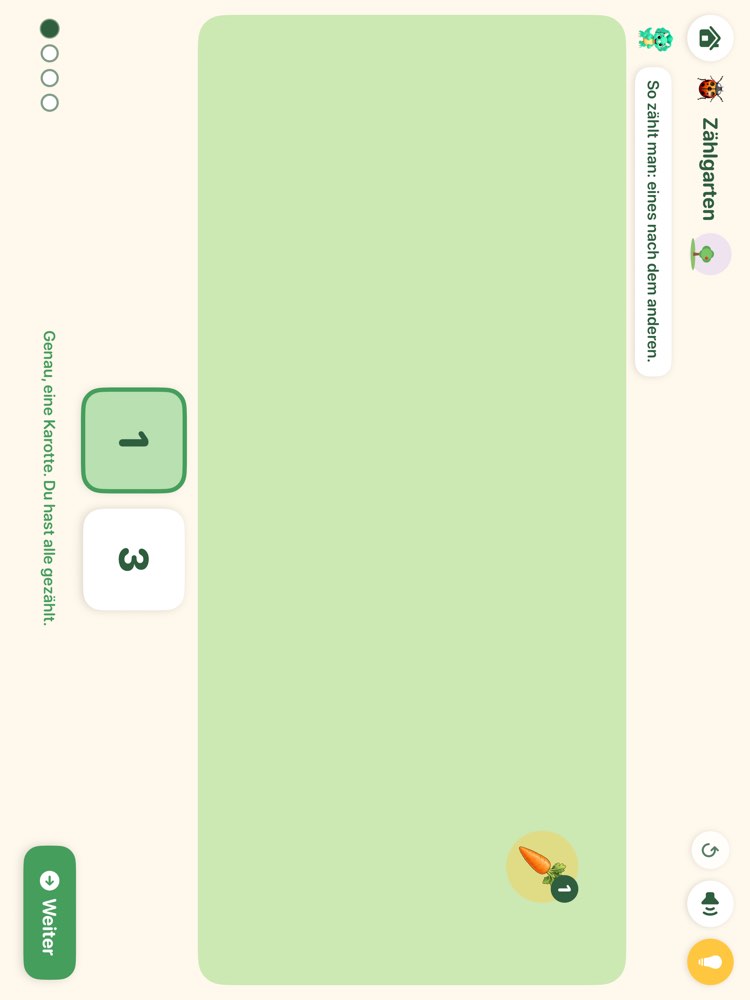 Zählgarten
So zählt man: eines nach dem anderen.
1
1
3
Genau, eine Karotte. Du hast alle gezählt.
Weiter